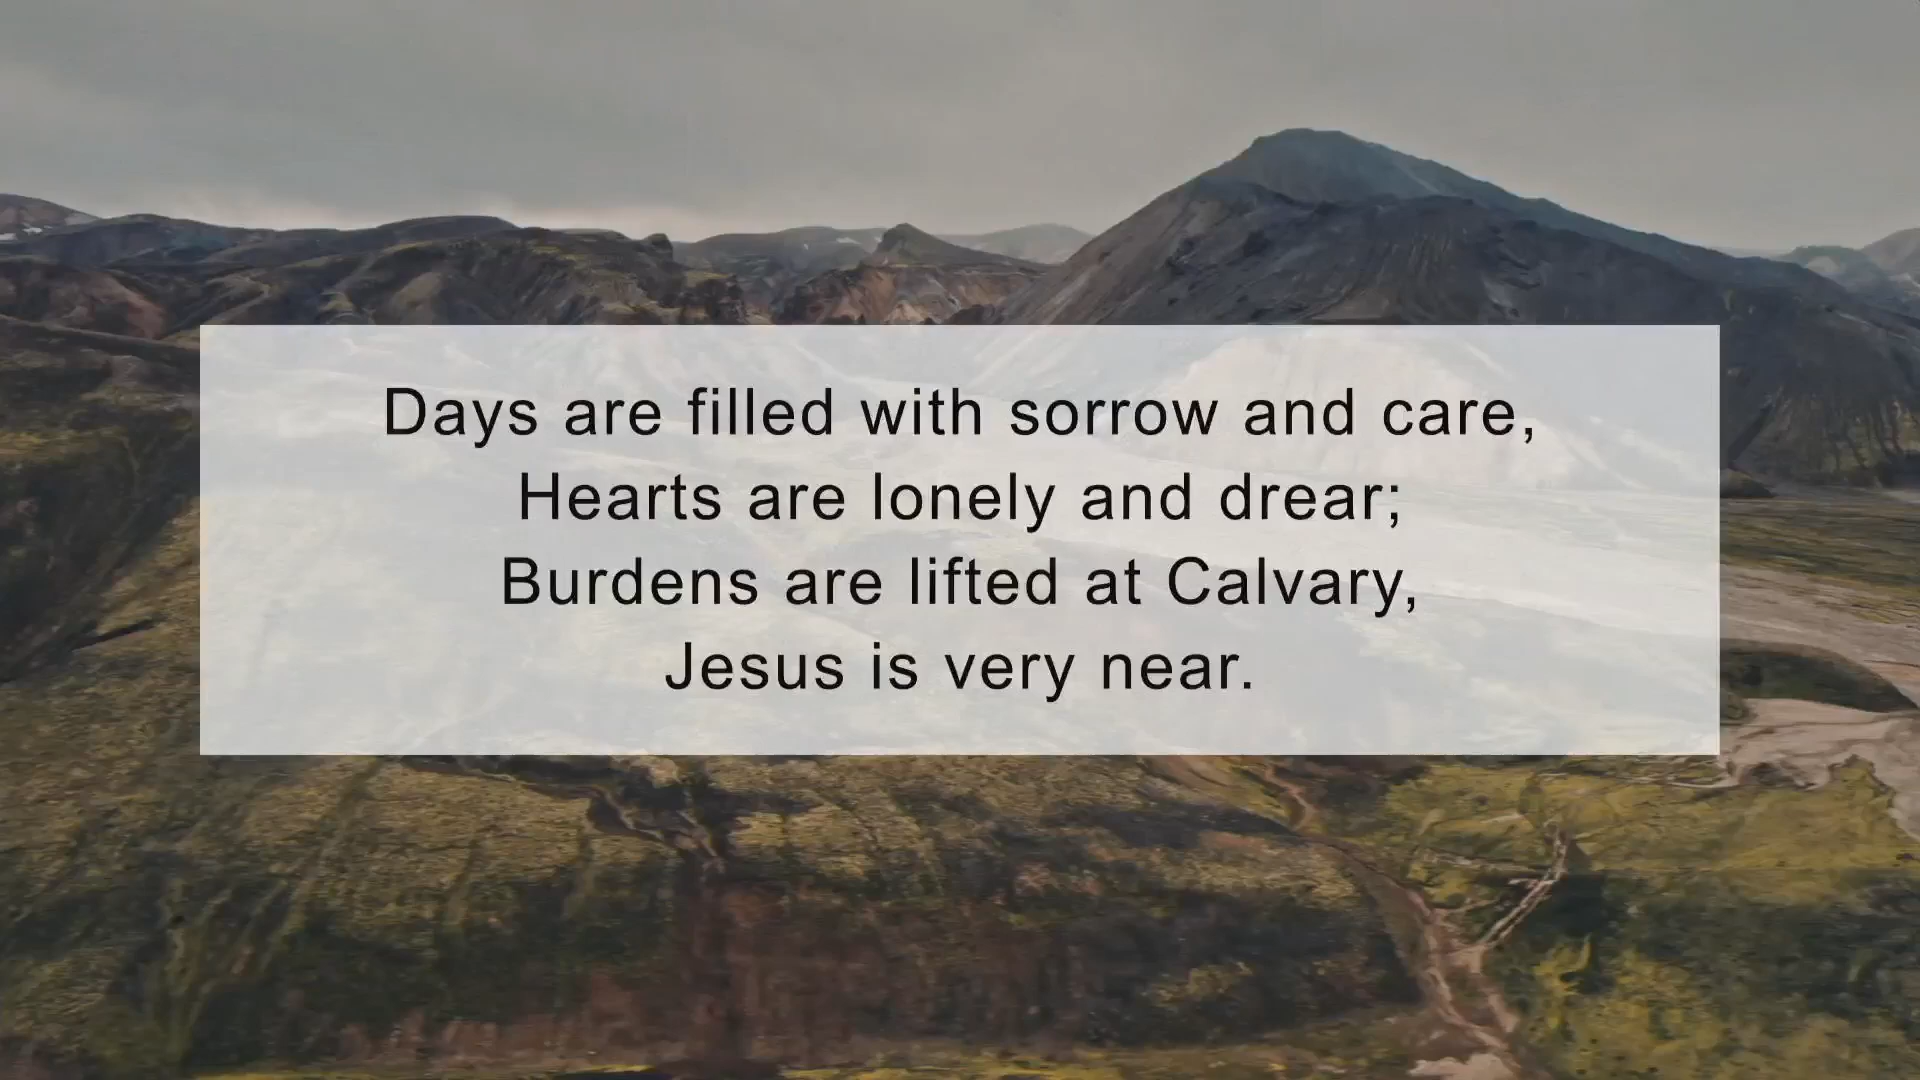 Days are filled with sorrow and care,
Hearts are lonely and drear;
Burdens are lifted at Calvary,
Jesus is very near.